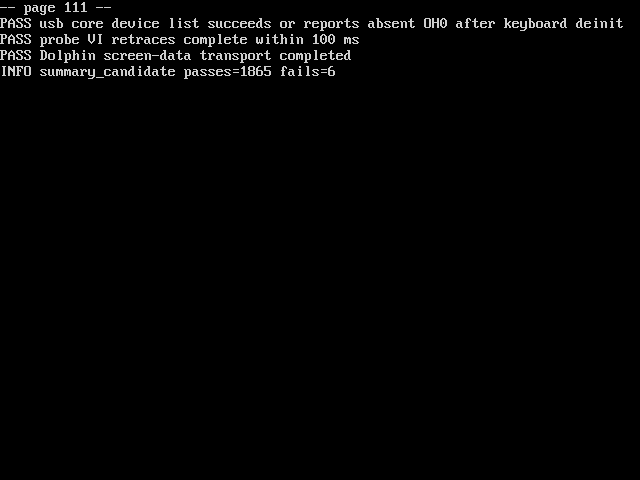 -- page 111 --
PASS usb core device list succeeds or reports absent OH0 after keyboard deinit
PASS probe VI retraces complete within 100 ms
PASS Dolphin screen-data transport completed
INFO summary_candidate passes=1865 fails=6